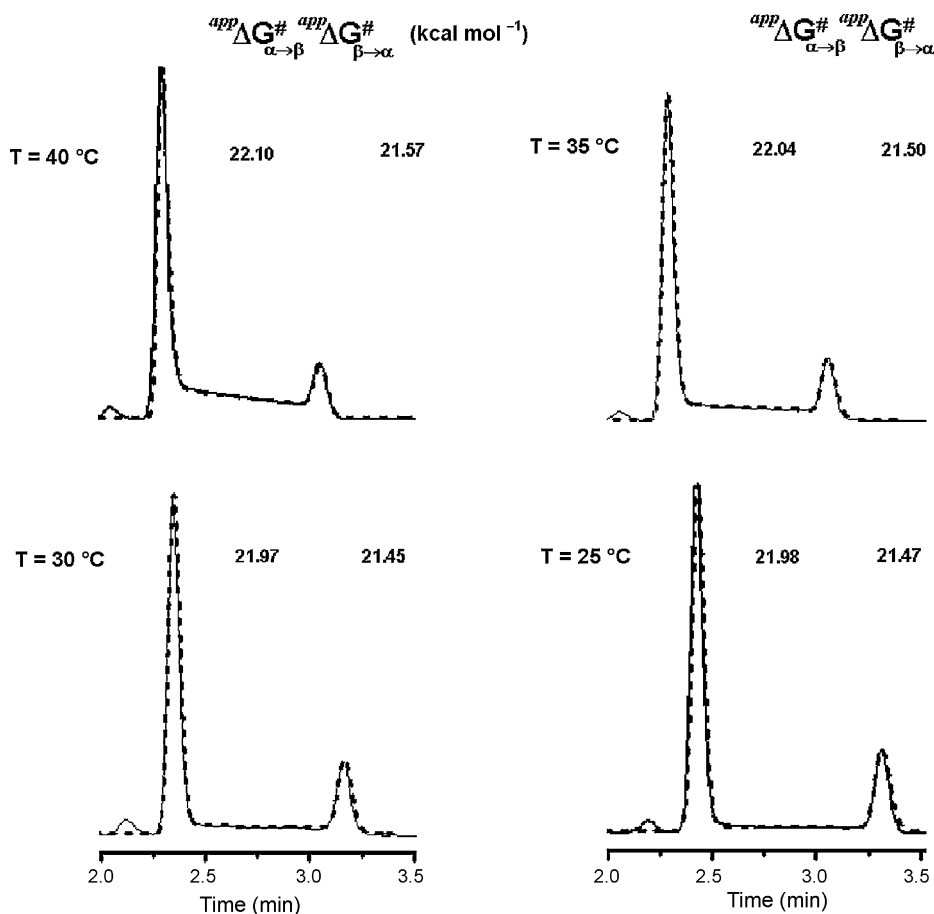 appΔG#α→β appΔG#β→α (kcal mol –1) appΔG#α→β appΔG#β→α
T = 40 °C 22.10 21.57 T = 35 °C 22.04 21.50
T = 30 °C 21.97 21.45 T = 25 °C 21.98 21.47
2.0 2.5 3.0 3.5 2.0 2.5 3.0 3.5
Time (min) Time (min)